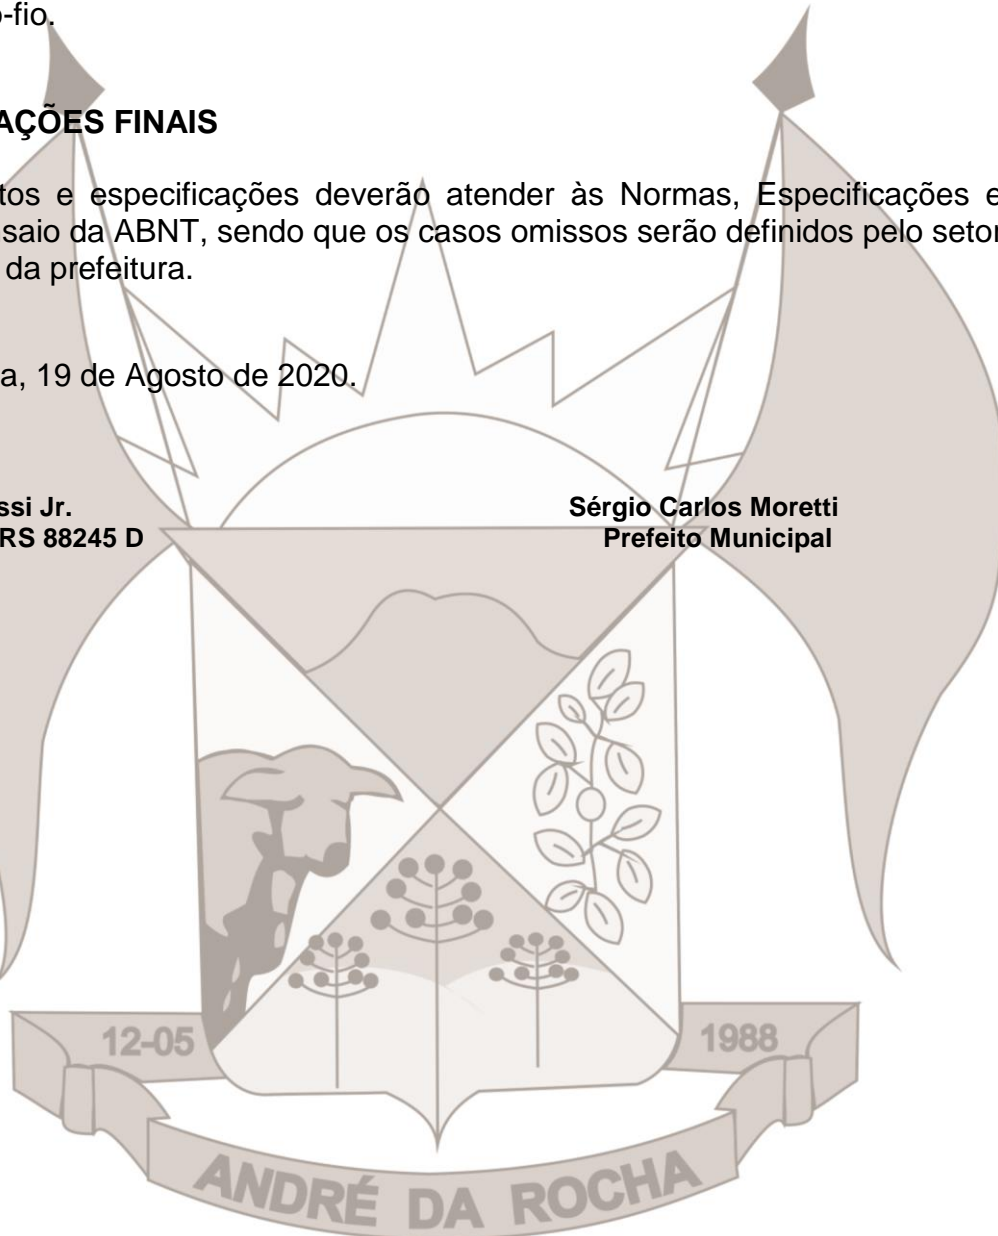 -fio.
AÇÕES FINAIS
tos e especificações deverão atender às Normas, Especificações e
nsaio da ABNT, sendo que os casos omissos serão definidos pelo setor
da prefeitura.
a, 19 de Agosto de 2020.
ssi Jr. Sérgio Carlos Moretti
RS 88245 D Prefeito Municipal
12-05 1988
ANDRÉ DA ROCHA